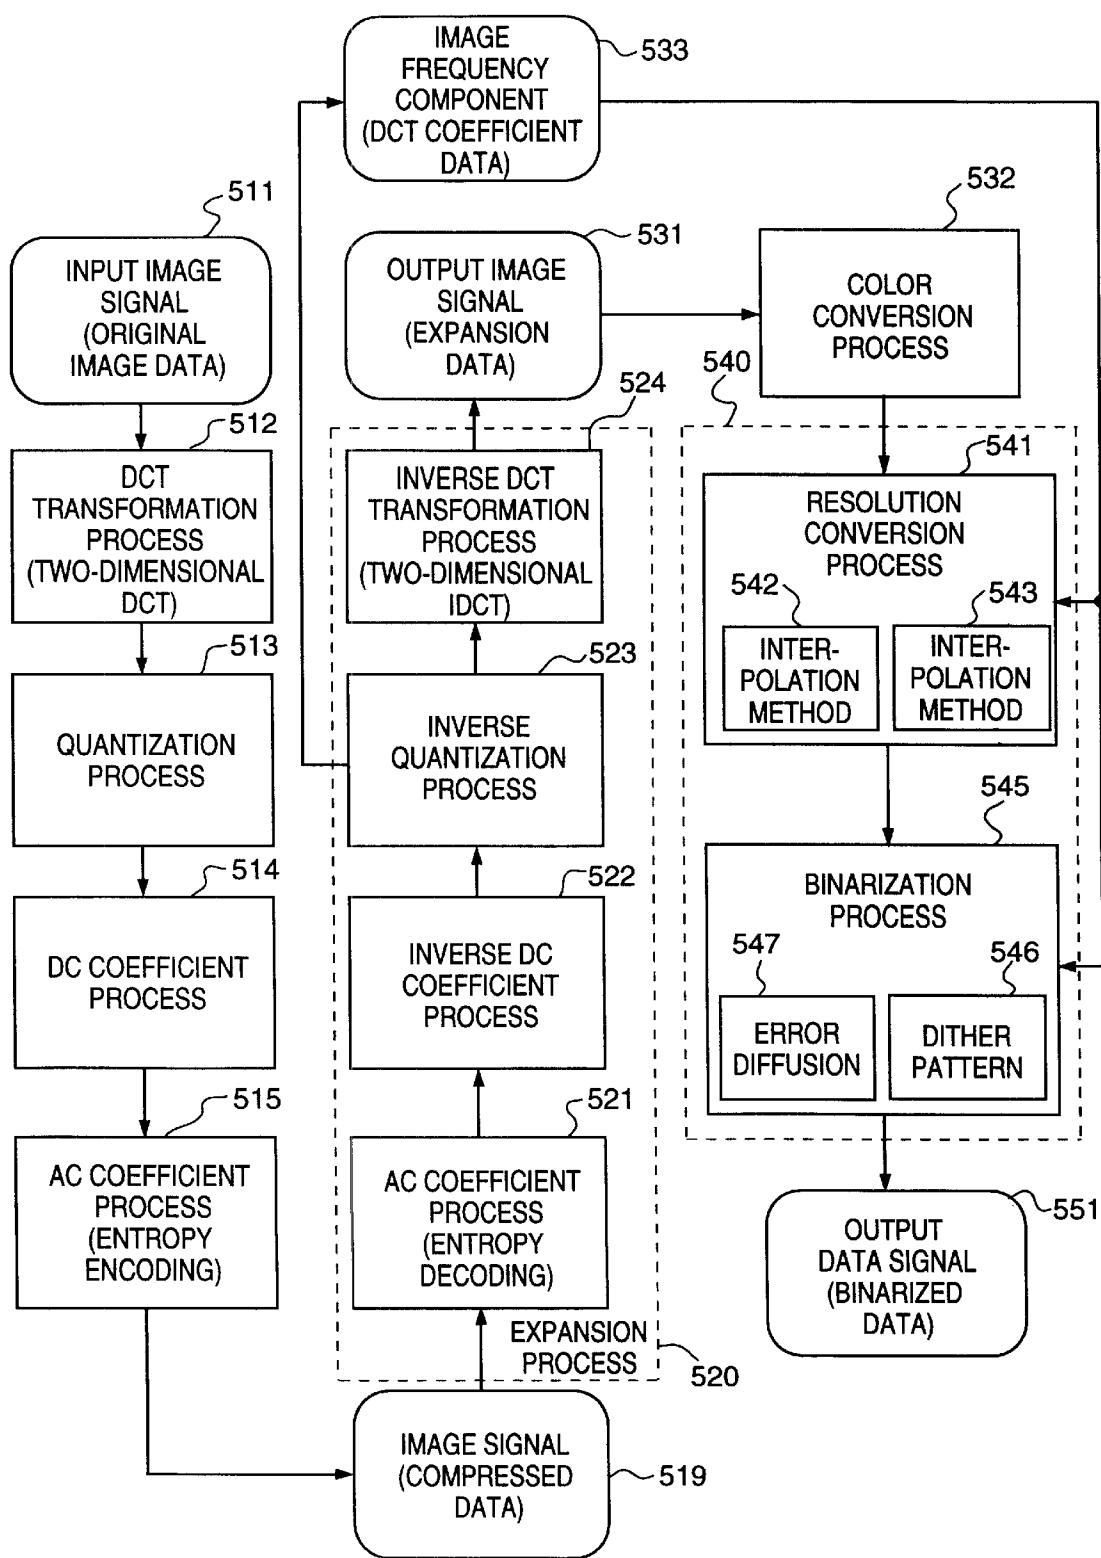 IMAGE
FREQUENCY
COMPONENT
(DCT COEFFICIENT
DATA)
533
511
INPUT IMAGE
SIGNAL
(ORIGINAL
IMAGE DATA)
531
OUTPUT IMAGE
SIGNAL
(EXPANSION
DATA)
532
COLOR
CONVERSION
PROCESS
512
DCT
TRANSFORMATION
PROCESS
(TWO-DIMENSIONAL
DCT)
524
INVERSE DCT
TRANSFORMATION
PROCESS
(TWO-DIMENSIONAL
IDCT)
540
541
RESOLUTION
CONVERSION
PROCESS
542
INTER-
POLATION
METHOD
543
INTER-
POLATION
METHOD
513
QUANTIZATION
PROCESS
523
INVERSE
QUANTIZATION
PROCESS
545
BINARIZATION
PROCESS
547
ERROR
DIFFUSION
546
DITHER
PATTERN
514
DC COEFFICIENT
PROCESS
522
INVERSE DC
COEFFICIENT
PROCESS
515
AC COEFFICIENT
PROCESS
(ENTROPY
ENCODING)
521
AC COEFFICIENT
PROCESS
(ENTROPY
DECODING)
EXPANSION
PROCESS
520
551
OUTPUT
DATA SIGNAL
(BINARIZED
DATA)
IMAGE SIGNAL
(COMPRESSED
DATA)
519